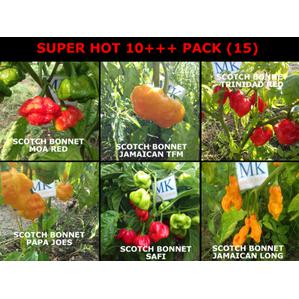 SUPER HOT 10+++ PACK (15)
SCOTCH BONNET
MOA RED
SCOTCH BONNET
JAMAICAN TFM
SCOTCH BONNET
TRINIDAD RED
MK
SCOTCH BONNET
PAPA JOES
SCOTCH BONNET
SAFI
MK
SCOTCH BONNET
JAMAICAN LONG
MK